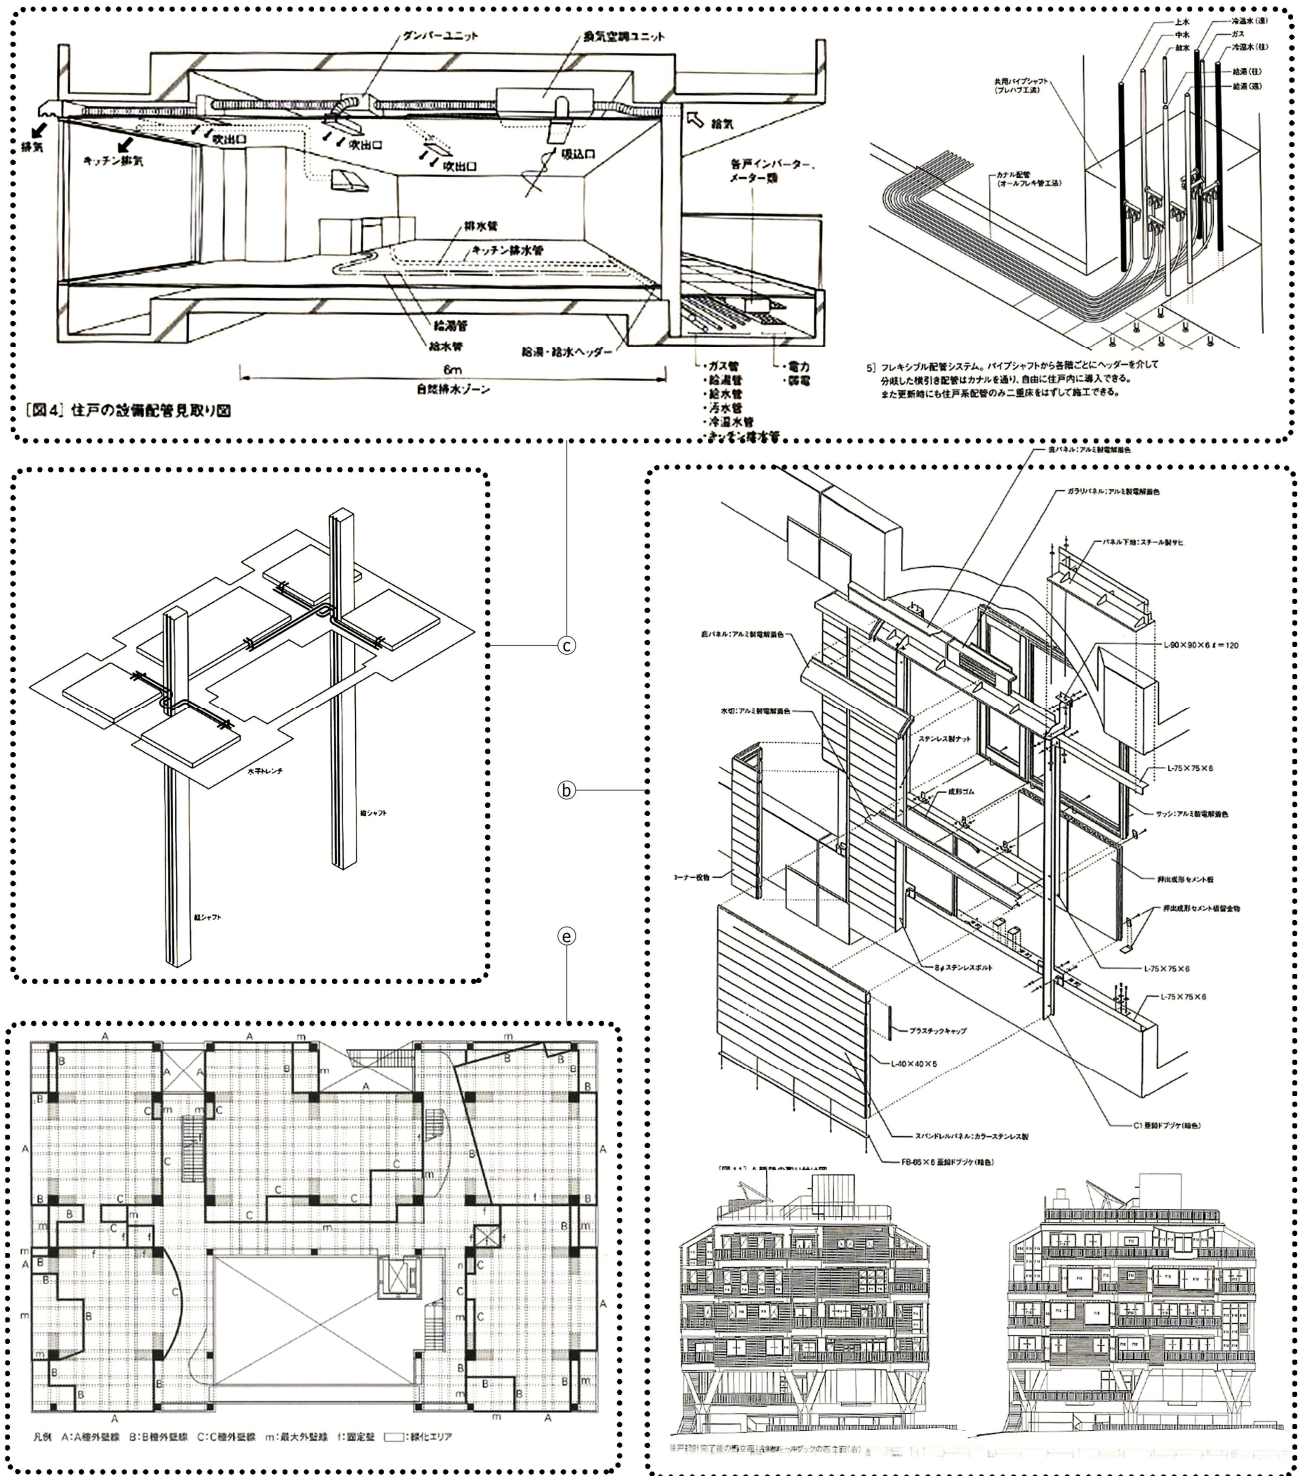 ダンパーユニット
換気空調ユニット
排気
キッチン排気
吹出口
吹出口
吹出口
吸込口
給気
各戸インバーター、
メーター類
排水管
キッチン排水管
給湯管
給水管
給湯・給水ヘッダー
6m
自然排水ゾーン
・ガス管
・給湯管
・給水管
・汚水管
・冷温水管
・キッチン排水管
・電力
・弱電
[図4] 住戸の設備配管見取り図
上水
中水
散水
冷温水(還)
ガス
冷温水(往)
給湯(往)
給湯(還)
共用パイプシャフト
(プレハブ工法)
カナル配管
(オールフレキ管工法)
5] フレキシブル配管システム。パイプシャフトから各階ごとにヘッダーを介して
分岐した横引き配管はカナルを通り、自由に住戸内に導入できる。
また更新時にも住戸系配管のみ二重床をはずして施工できる。
c
b
e
水平トレンチ
縦シャフト
縦シャフト
庇パネル:アルミ製電解着色
ガラリパネル:アルミ製電解着色
パネル下地:スチール製サビ
庇パネル:アルミ製電解着色
L-90×90×6 ℓ=120
水切:アルミ製電解着色
ステンレス製ナット
成形ゴム
L-75×75×6
サッシ:アルミ製電解着色
コーナー役物
押出成形セメント板
押出成形セメント板留金物
8φステンレスボルト
L-75×75×6
L-75×75×6
プラスチックキャップ
L-40×40×5
スパンドレルパネル:カラーステンレス製
C1 亜鉛ドブヅケ(暗色)
FB-65×6 亜鉛ドブヅケ(暗色)
凡例 A:A種外壁線 B:B種外壁線 C:C種外壁線 m:最大外壁線 f:固定壁 :緑化エリア